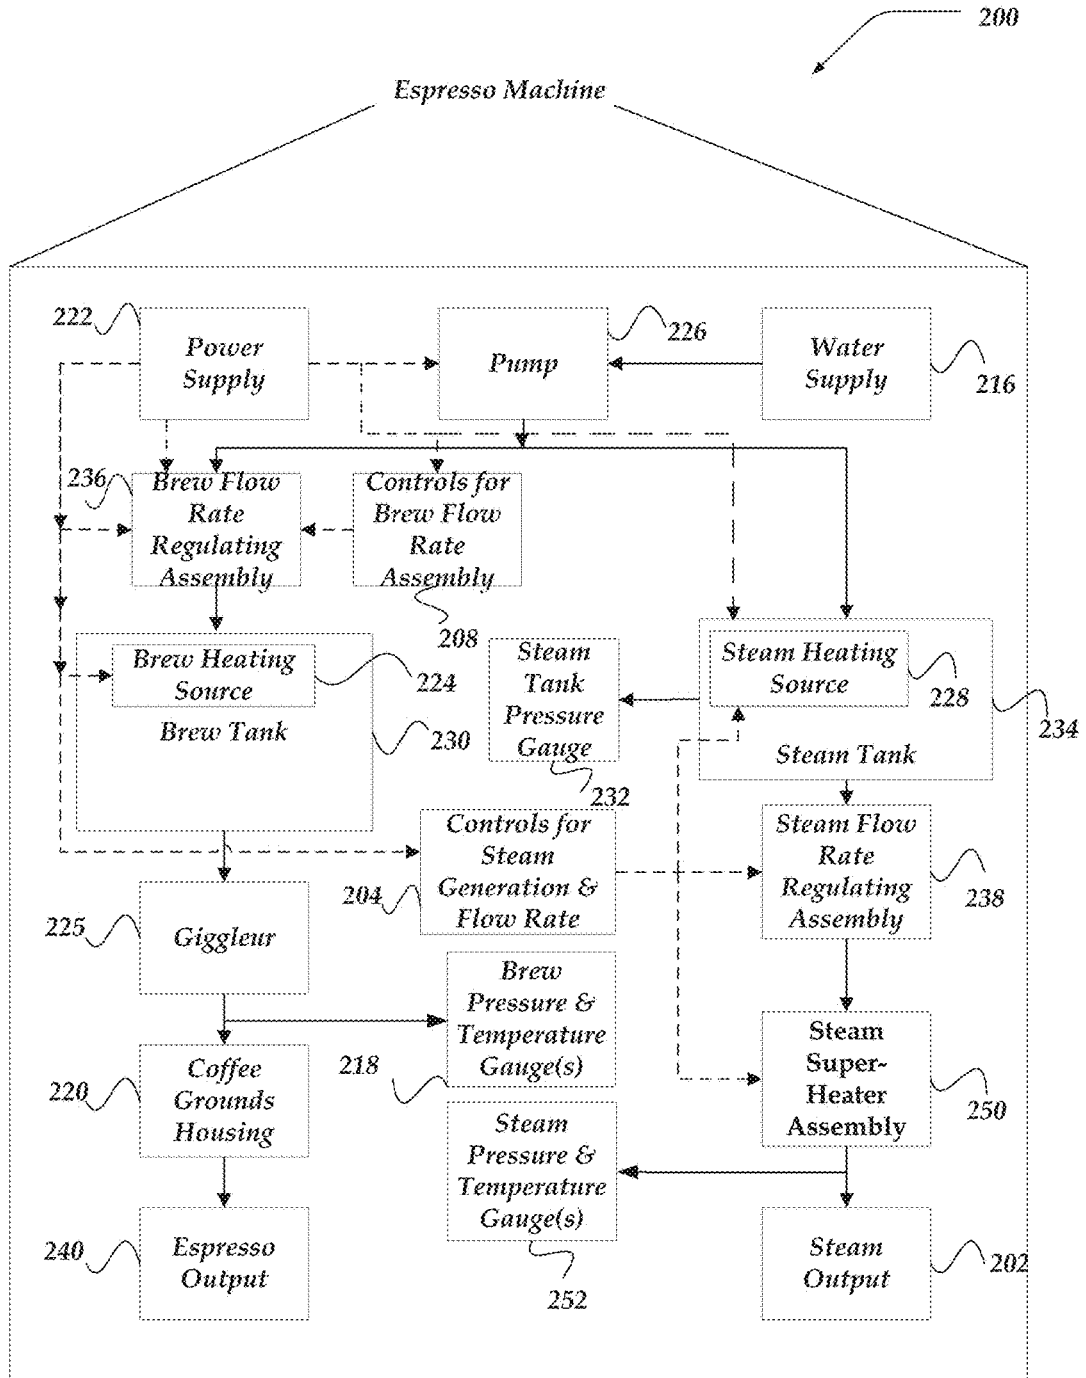 200
Espresso Machine
222
Power
Supply
Pump
226
Water
Supply
216
236
Brew Flow
Rate
Regulating
Assembly
Controls for
Brew Flow
Rate
Assembly
208
Brew Heating
Source
224
Brew Tank
230
Steam
Tank
Pressure
Gauge
232
Steam Heating
Source
228
234
Steam Tank
Controls for
Steam
Generation &
Flow Rate
204
Steam Flow
Rate
Regulating
Assembly
238
225
Giggleur
Brew
Pressure &
Temperature
Gauge(s)
218
Steam
Super-
Heater
Assembly
250
220
Coffee
Grounds
Housing
Steam
Pressure &
Temperature
Gauge(s)
252
240
Espresso
Output
Steam
Output
202